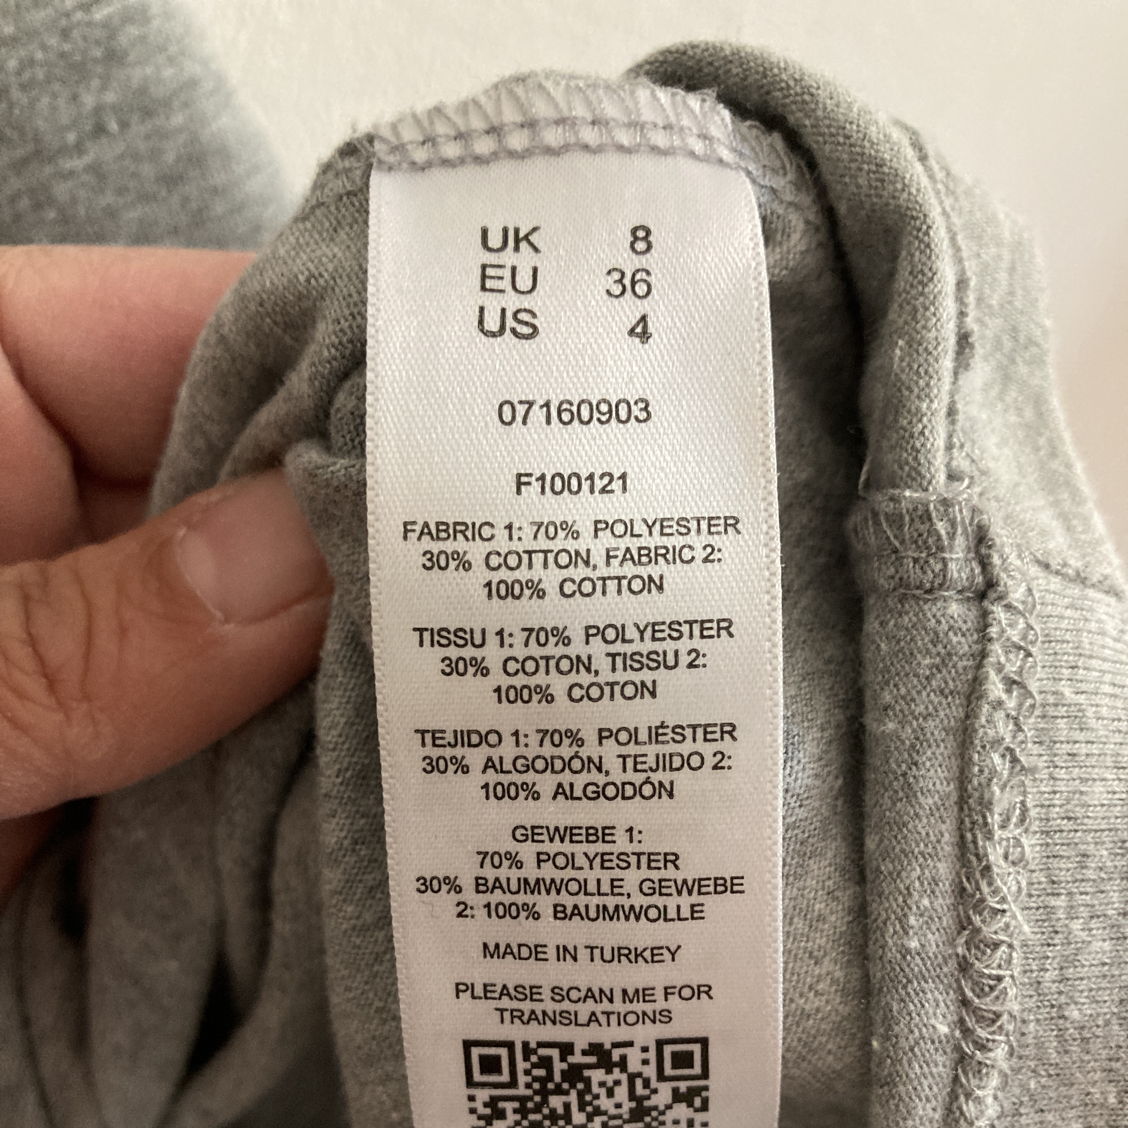 UK 8
EU 36
US 4
07160903
F100121
FABRIC 1: 70% POLYESTER
30% COTTON, FABRIC 2:
100% COTTON
TISSU 1: 70% POLYESTER
30% COTON, TISSU 2:
100% COTON
TEJIDO 1: 70% POLIÉSTER
30% ALGODÓN, TEJIDO 2:
100% ALGODÓN
GEWEBE 1:
70% POLYESTER
30% BAUMWOLLE, GEWEBE
2: 100% BAUMWOLLE
MADE IN TURKEY
PLEASE SCAN ME FOR
TRANSLATIONS